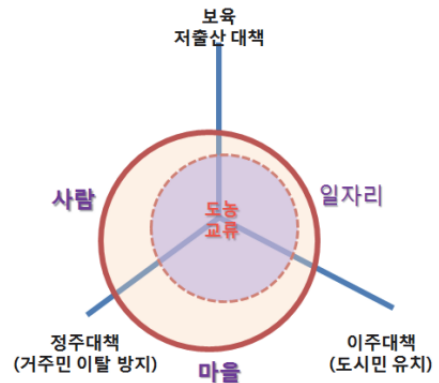 보육
저출산 대책
사람
일자리
도농
교류
정주대책
(거주민 이탈 방지)
마을
이주대책
(도시민 유치)